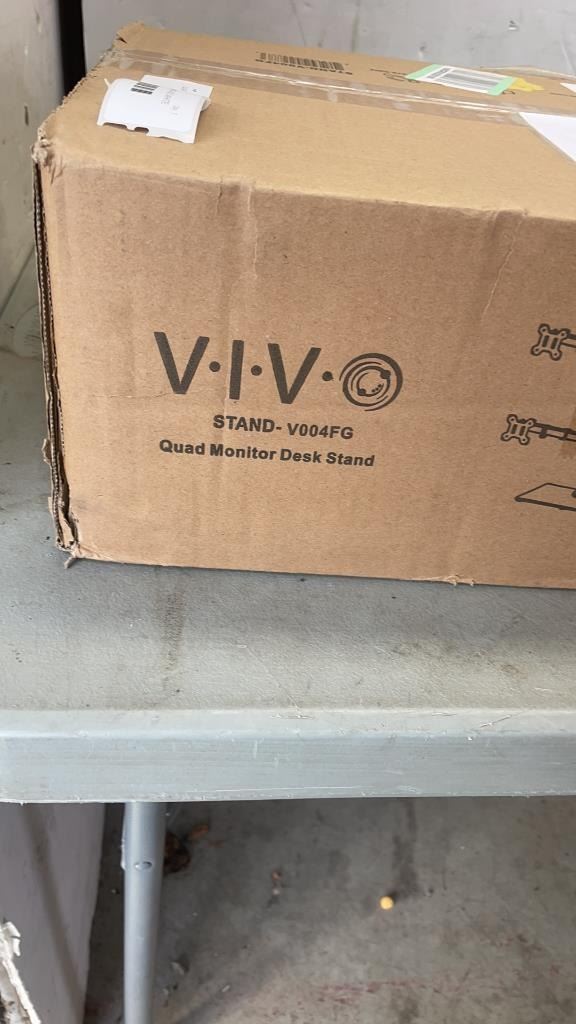 V·I·V·O
STAND- V004FG
Quad Monitor Desk Stand